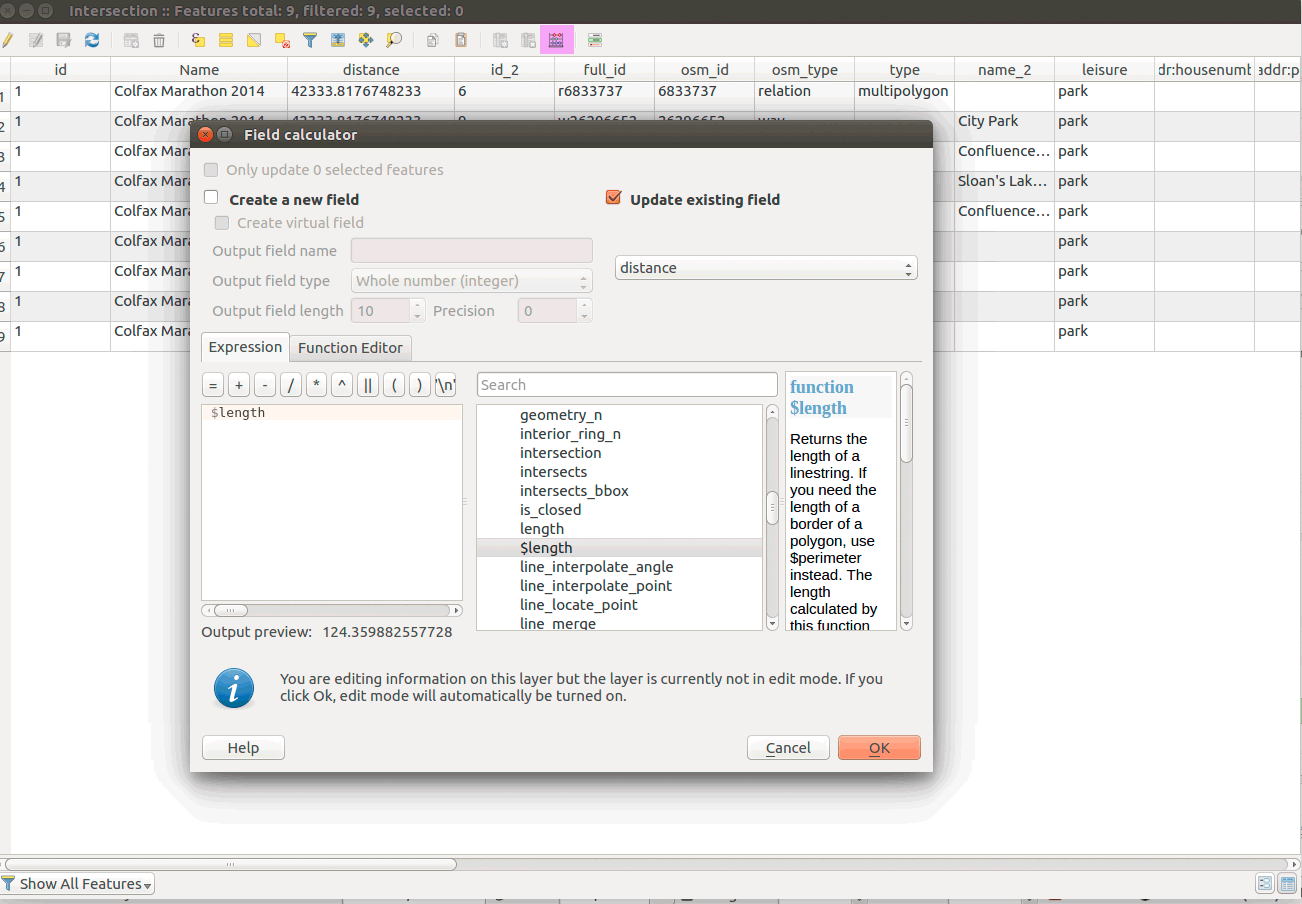 Intersection :: Features total: 9, filtered: 9, selected: 0
id Name distance id_2 full_id osm_id osm_type type name_2 leisure dr:housenumb addr:p
1 1 Colfax Marathon 2014 42333.8176748233 6 r6833737 6833737 relation multipolygon park
2 1 Colfax Marathon 2014 42333.8176748233 way City Park park
3 1 Colfax Mara Confluence... park
4 1 Colfax Mara Sloan's Lak... park
5 1 Colfax Mara Confluence... park
6 1 Colfax Mara park
7 1 Colfax Mara park
8 1 Colfax Mara park
9 1 Colfax Mara park
Field calculator
Only update 0 selected features
Create a new field
Update existing field
Create virtual field
Output field name
distance
Output field type Whole number (integer)
Output field length 10 Precision 0
Expression Function Editor
= + - / * ^ || ( ) '\n'
$length
Output preview: 124.359882557728
Search
geometry_n
interior_ring_n
intersection
intersects
intersects_bbox
is_closed
length
$length
line_interpolate_angle
line_interpolate_point
line_locate_point
line_merge
function
$length
Returns the
length of a
linestring. If
you need the
length of a
border of a
polygon, use
$perimeter
instead. The
length
calculated by
this function
You are editing information on this layer but the layer is currently not in edit mode. If you
click Ok, edit mode will automatically be turned on.
Help Cancel OK
Show All Features